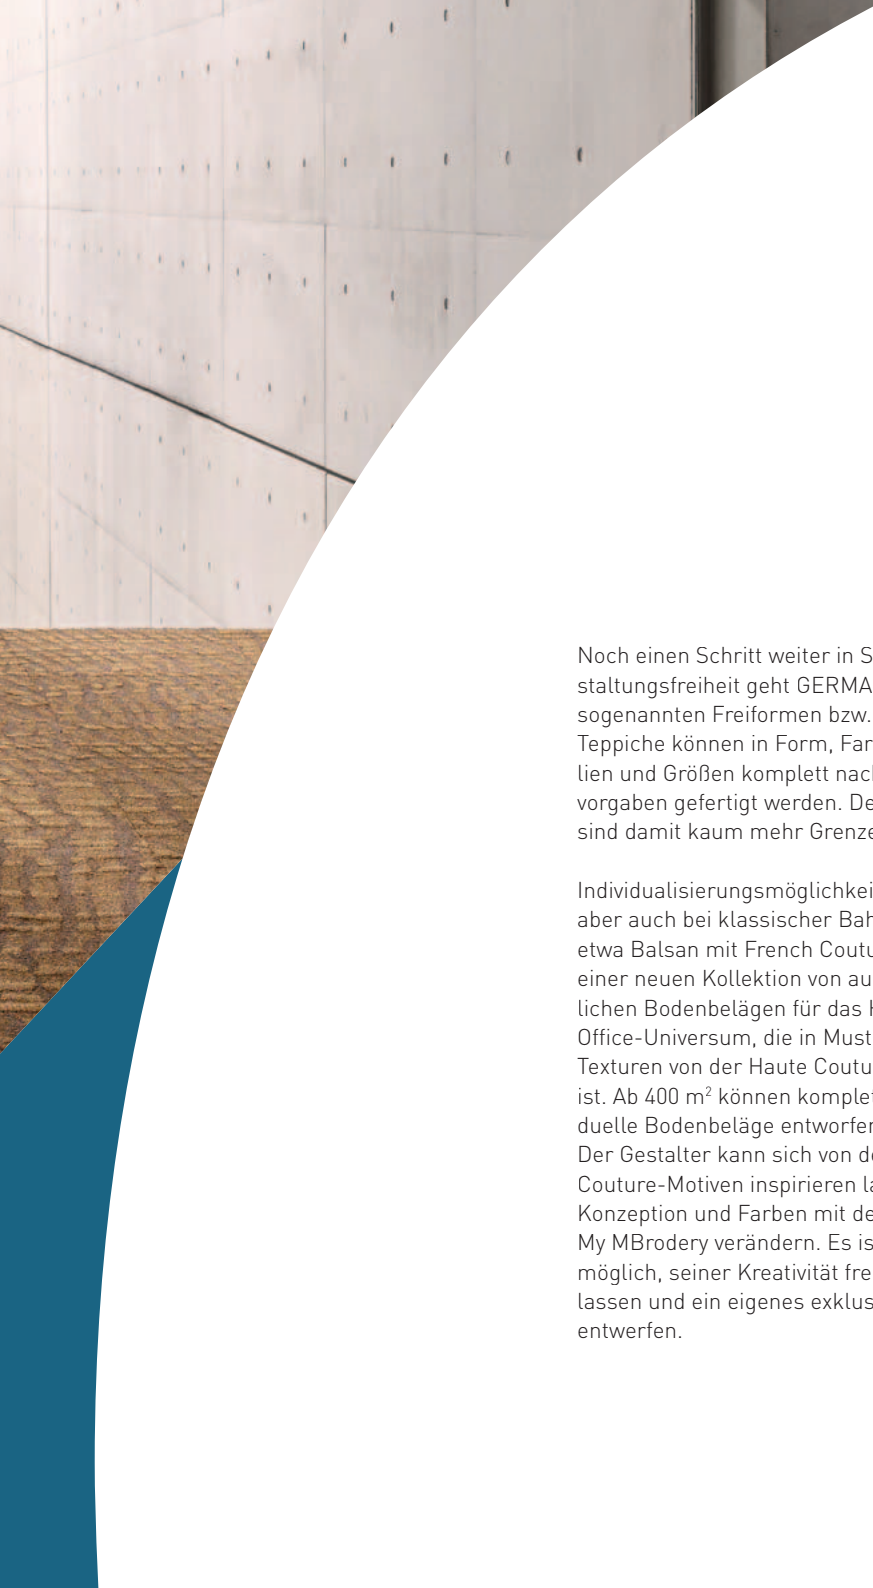 Noch einen Schritt weiter in S
staltungsfreiheit geht GERMA
sogenannten Freiformen bzw.
Teppiche können in Form, Far
lien und Größen komplett nach
vorgaben gefertigt werden. De
sind damit kaum mehr Grenze
Individualisierungsmöglichkei
aber auch bei klassischer Bah
etwa Balsan mit French Coutu
einer neuen Kollektion von au
lichen Bodenbelägen für das H
Office-Universum, die in Must
Texturen von der Haute Coutu
ist. Ab 400 m² können komplet
duelle Bodenbeläge entworfen
Der Gestalter kann sich von de
Couture-Motiven inspirieren la
Konzeption und Farben mit de
My MBrodery verändern. Es is
möglich, seiner Kreativität fre
lassen und ein eigenes exklus
entwerfen.